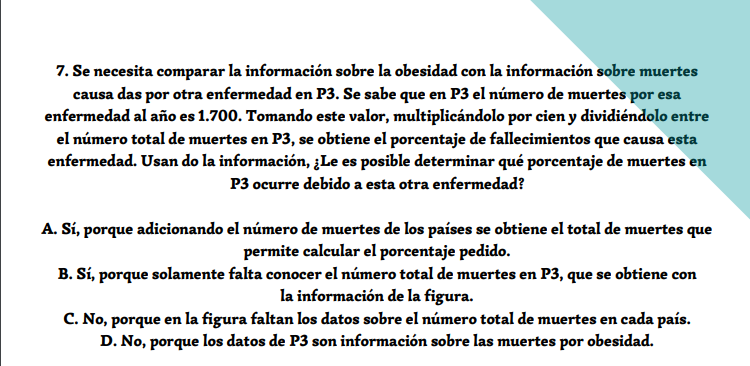 7. Se necesita comparar la información sobre la obesidad con la información sobre muertes
causa das por otra enfermedad en P3. Se sabe que en P3 el número de muertes por esa
enfermedad al año es 1.700. Tomando este valor, multiplicándolo por cien y dividiéndolo entre
el número total de muertes en P3, se obtiene el porcentaje de fallecimientos que causa esta
enfermedad. Usan do la información, ¿Le es posible determinar qué porcentaje de muertes en
P3 ocurre debido a esta otra enfermedad?
A. Sí, porque adicionando el número de muertes de los países se obtiene el total de muertes que
permite calcular el porcentaje pedido.
B. Sí, porque solamente falta conocer el número total de muertes en P3, que se obtiene con
la información de la figura.
C. No, porque en la figura faltan los datos sobre el número total de muertes en cada país.
D. No, porque los datos de P3 son información sobre las muertes por obesidad.